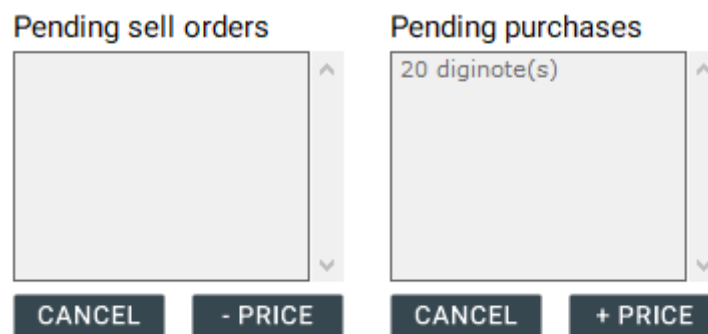 Pending sell orders
Pending purchases
20 diginote(s)
CANCEL
- PRICE
CANCEL
+ PRICE